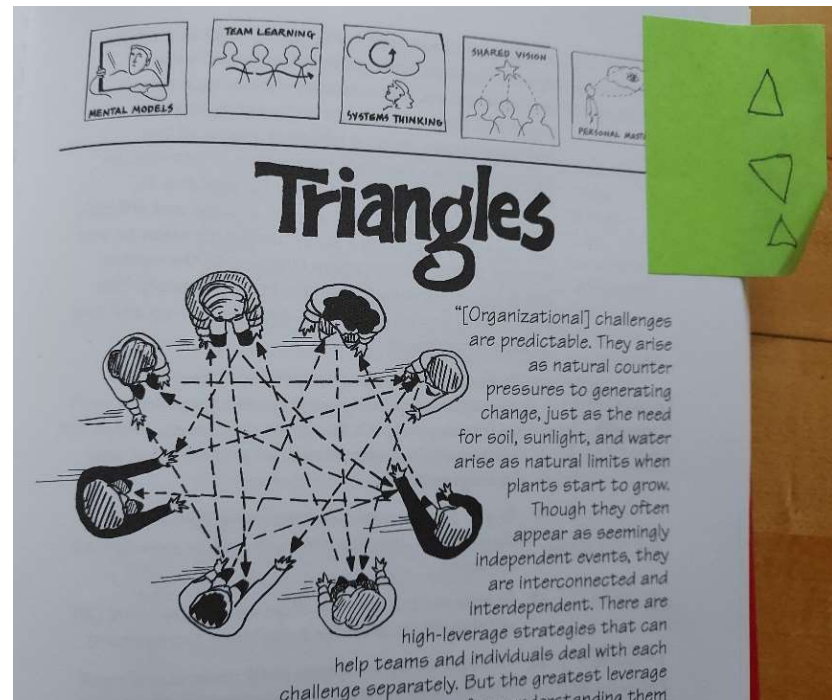 MENTAL MODELS
TEAM LEARNING
SYSTEMS THINKING
SHARED VISION
PERSONAL
Triangles
"[Organizational] challenges
are predictable. They arise
as natural counter
pressures to generating
change, just as the need
for soil, sunlight, and water
arise as natural limits when
plants start to grow.
Though they often
appear as seemingly
independent events, they
are interconnected and
interdependent. There are
high-leverage strategies that can
help teams and individuals deal with each
challenge separately. But the greatest leverage
understanding them